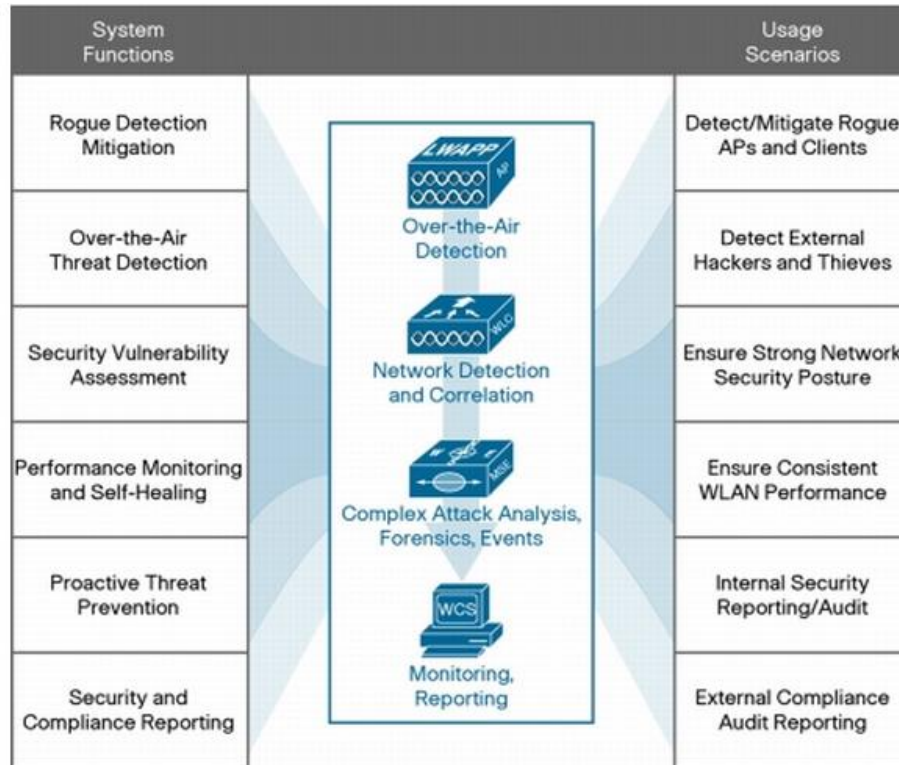 System
Functions
Usage
Scenarios
Rogue Detection
Mitigation
Over-the-Air
Threat Detection
Security Vulnerability
Assessment
Performance Monitoring
and Self-Healing
Proactive Threat
Prevention
Security and
Compliance Reporting
LWAPP
AP
Over-the-Air
Detection
WLC
Network Detection
and Correlation
MSE
Complex Attack Analysis,
Forensics, Events
WCS
Monitoring,
Reporting
Detect/Mitigate Rogue
APs and Clients
Detect External
Hackers and Thieves
Ensure Strong Network
Security Posture
Ensure Consistent
WLAN Performance
Internal Security
Reporting/Audit
External Compliance
Audit Reporting